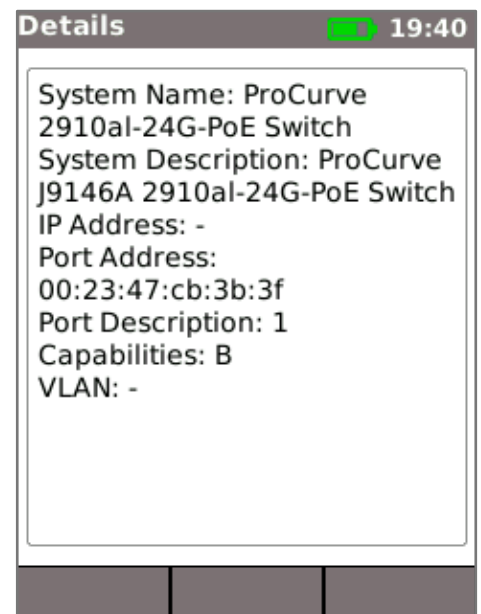 Details 19:40
System Name: ProCurve
2910al-24G-PoE Switch
System Description: ProCurve
J9146A 2910al-24G-PoE Switch
IP Address: -
Port Address:
00:23:47:cb:3b:3f
Port Description: 1
Capabilities: B
VLAN: -